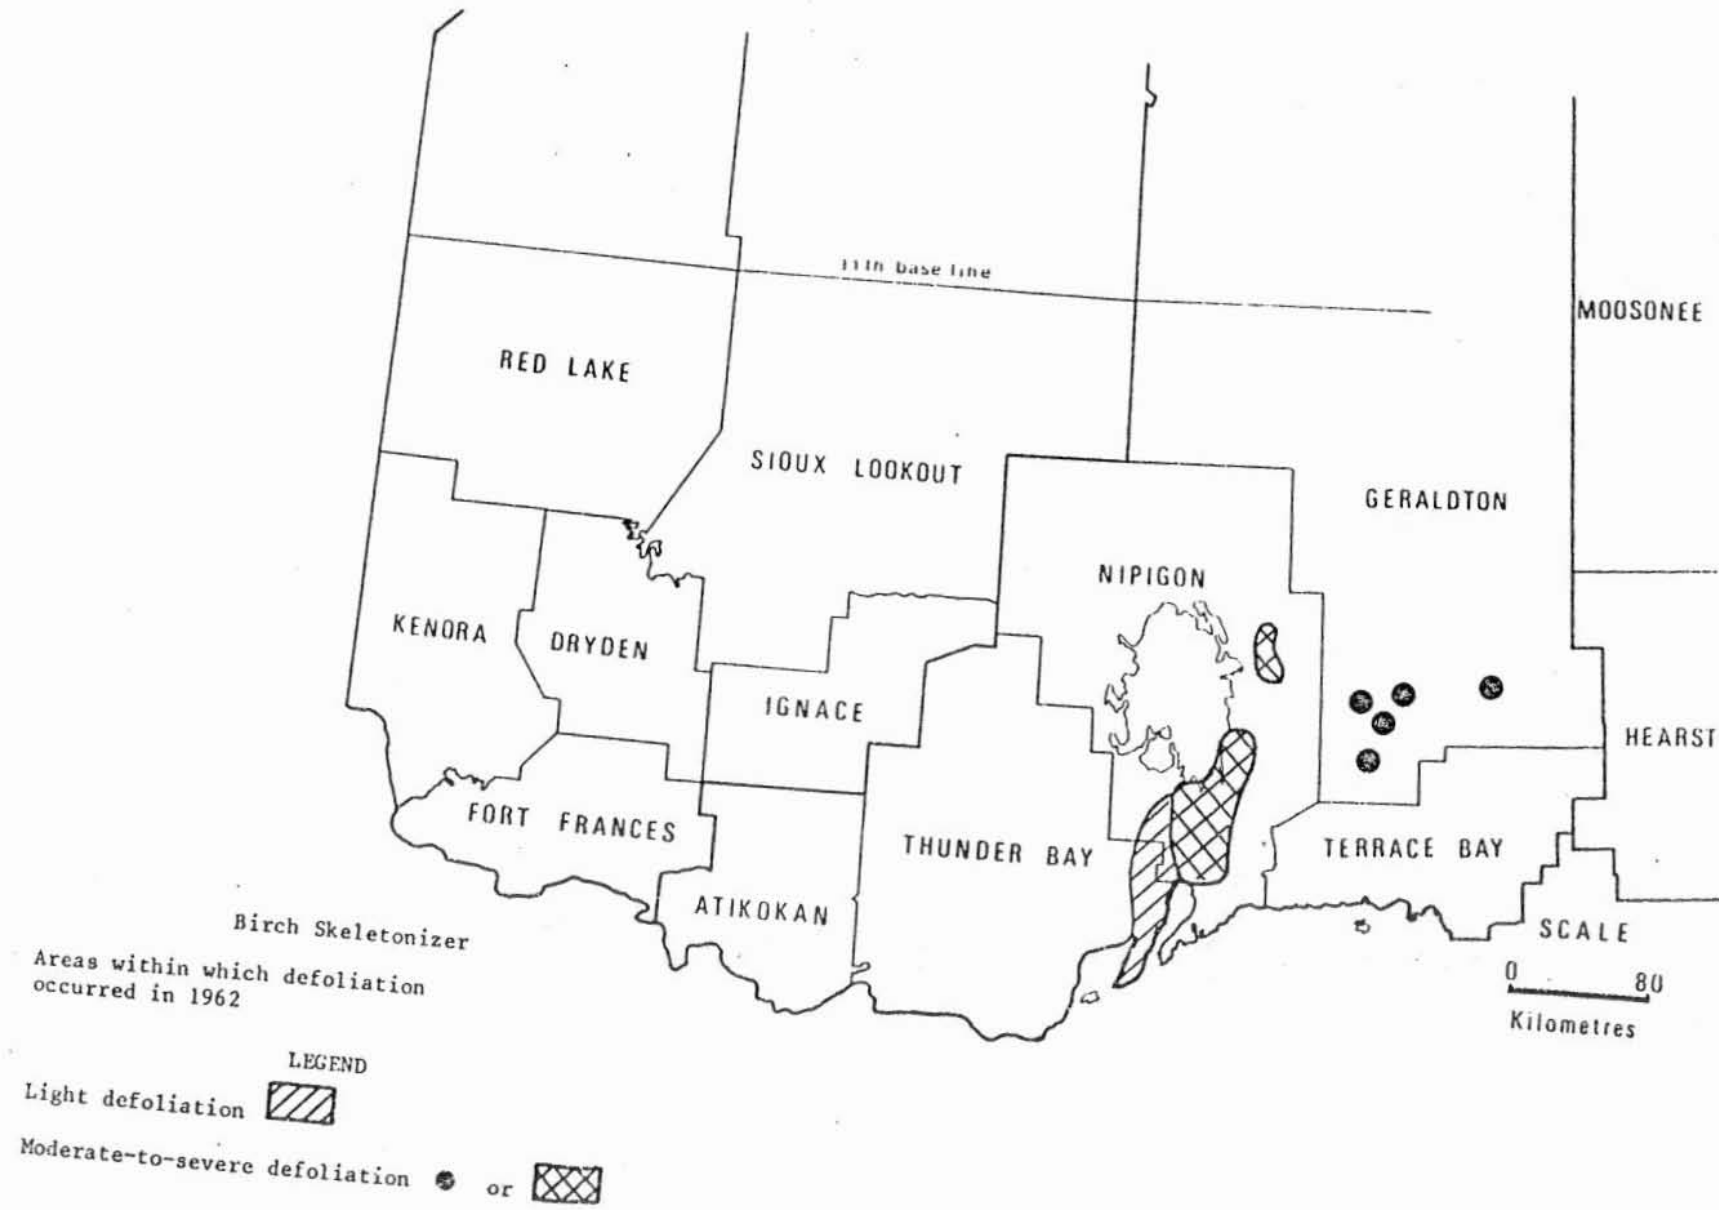 11th base line
MOOSONEE
RED LAKE
SIOUX LOOKOUT
GERALDTON
NIPIGON
KENORA
DRYDEN
IGNACE
HEARST
FORT FRANCES
THUNDER BAY
TERRACE BAY
ATIKOKAN
SCALE
0 80
Kilometres
Birch Skeletonizer
Areas within which defoliation
occurred in 1962
LEGEND
Light defoliation
Moderate-to-severe defoliation or